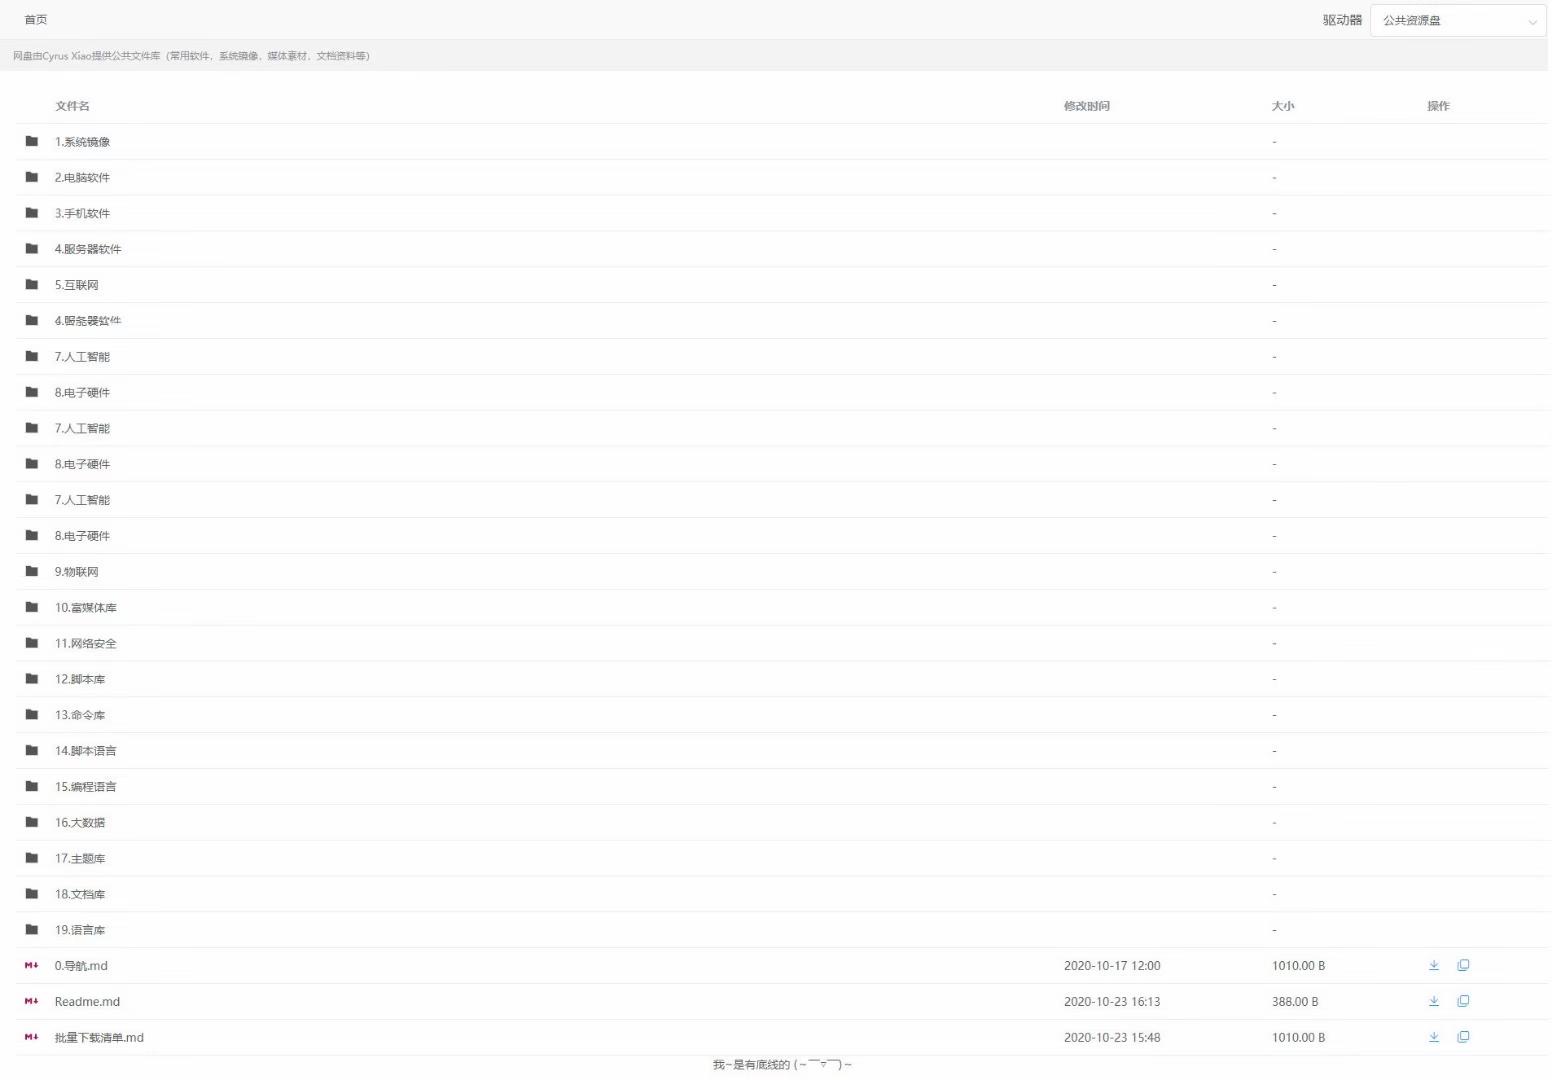 首页 驱动器 公共资源盘
网盘由Cyrus Xiao提供公共文件库（常用软件，系统镜像、媒体素材、文档资料等）
文件名 修改时间 大小 操作
1.系统镜像 -
2.电脑软件 -
3.手机软件 -
4.服务器软件 -
5.互联网 -
4.服务器软件 -
7.人工智能 -
8.电子硬件 -
7.人工智能 -
8.电子硬件 -
7.人工智能 -
8.电子硬件 -
9.物联网 -
10.富媒体库 -
11.网络安全 -
12.脚本库 -
13.命令库 -
14.脚本语言 -
15.编程语言 -
16.大数据 -
17.主题库 -
18.文档库 -
19.语言库 -
0.导航.md 2020-10-17 12:00 1010.00 B
Readme.md 2020-10-23 16:13 388.00 B
批量下载清单.md 2020-10-23 15:48 1010.00 B
我~是有底线的 (~￣▽￣)~